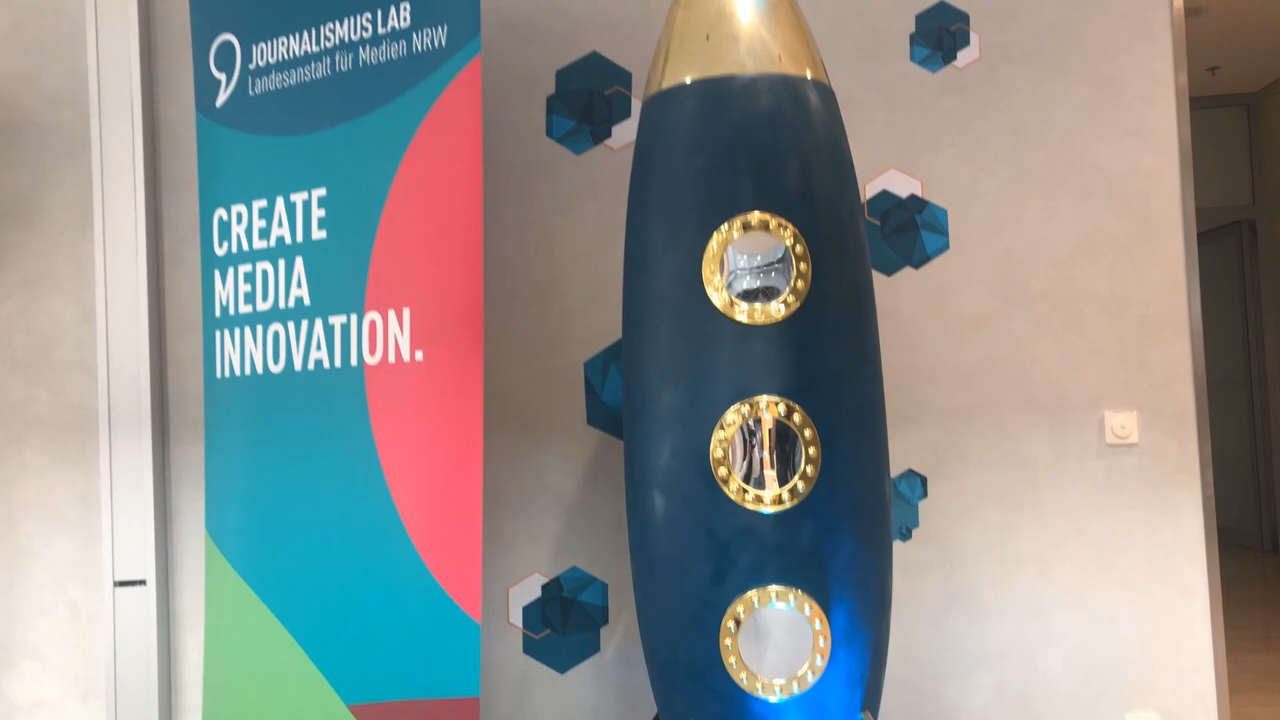 JOURNALISMUS LAB
Landesanstalt für Medien NRW
CREATE
MEDIA
INNOVATION.